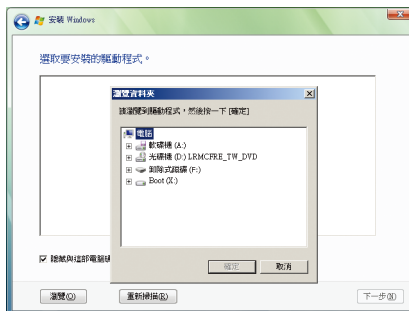 安裝 Windows
選取要安裝的驅動程式。
瀏覽資料夾
請瀏覽到驅動程式，然後按一下 [確定]
電腦
軟碟機 (A:)
光碟機 (D:) LRMCFRE_TW_DVD
卸除式磁碟 (F:)
Boot (X:)
隱藏與這部電腦硬
確定
取消
瀏覽(O)
重新掃描(R)
下一步(N)